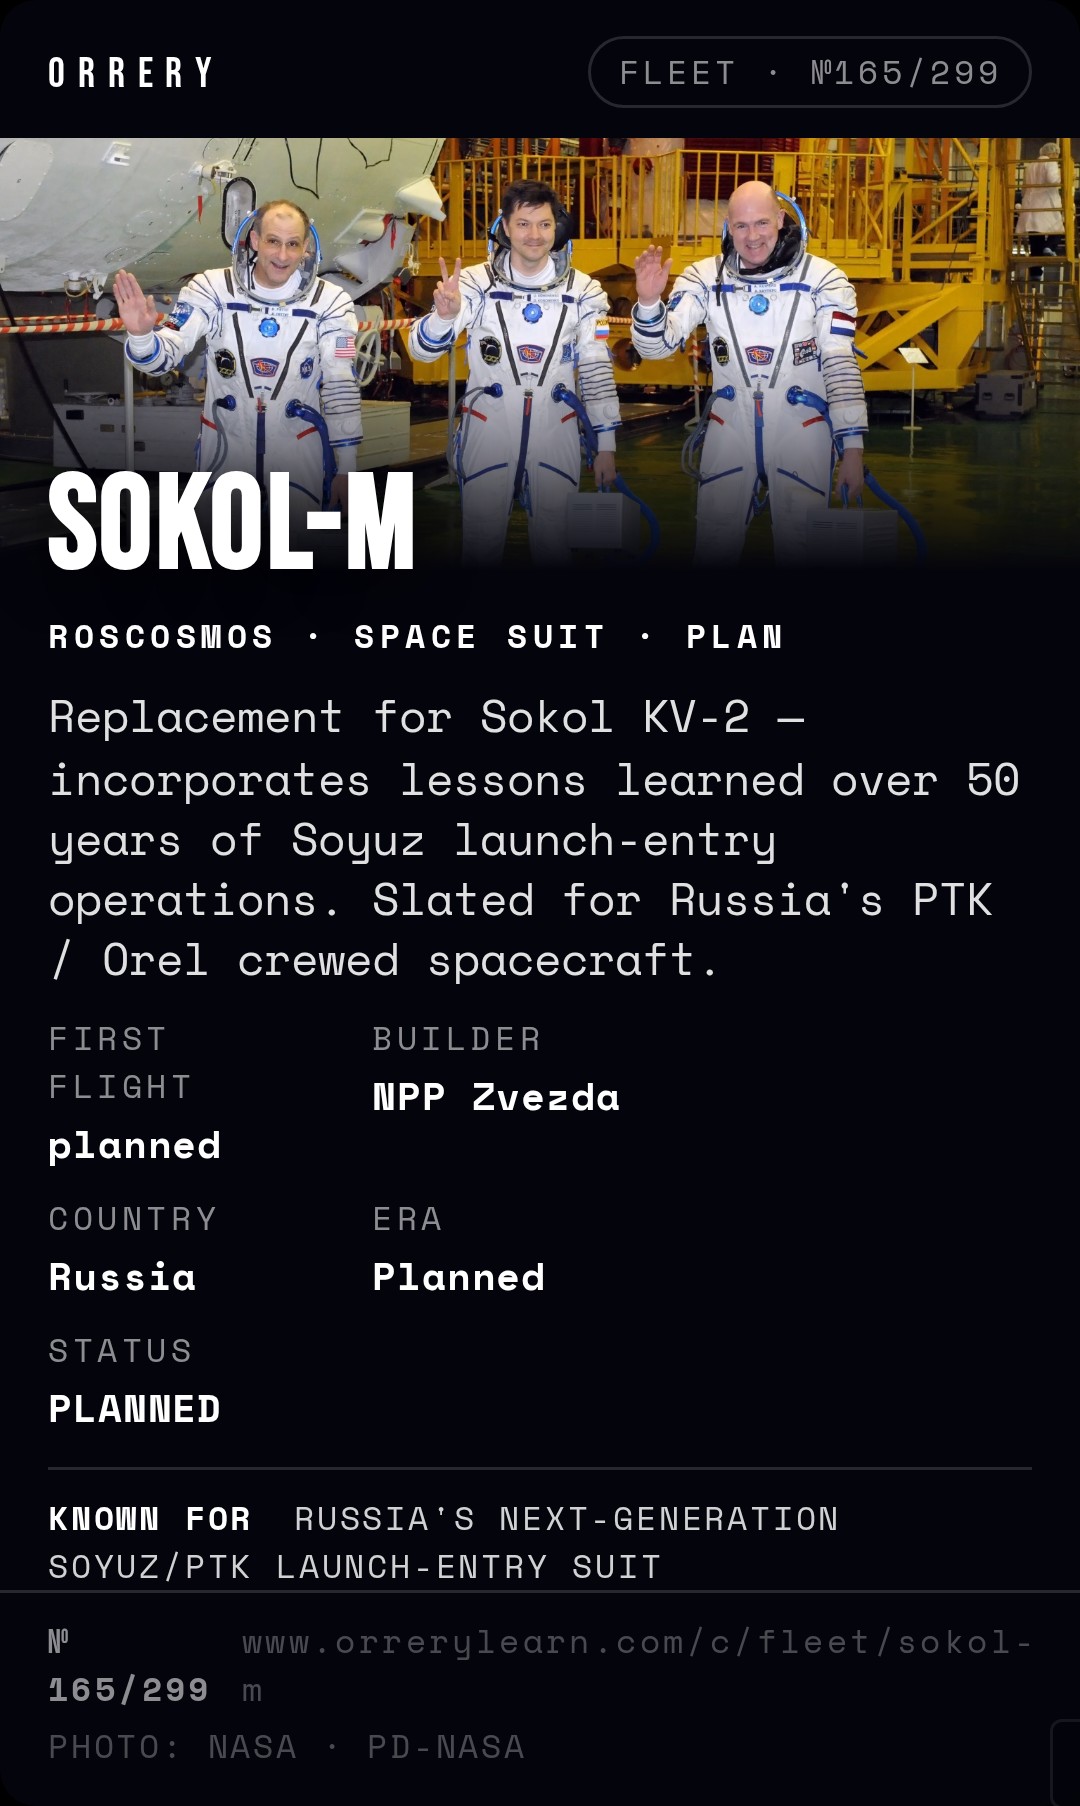 ORRERY
FLEET · №165/299
SOKOL-M
ROSCOSMOS · SPACE SUIT · PLAN
Replacement for Sokol KV-2 —
incorporates lessons learned over 50
years of Soyuz launch-entry
operations. Slated for Russia's PTK
/ Orel crewed spacecraft.
FIRST
FLIGHT
planned
BUILDER
NPP Zvezda
COUNTRY
Russia
ERA
Planned
STATUS
PLANNED
KNOWN FOR RUSSIA'S NEXT-GENERATION
SOYUZ/PTK LAUNCH-ENTRY SUIT
№
165/299
www.orrerylearn.com/c/fleet/sokol-
m
PHOTO: NASA · PD-NASA